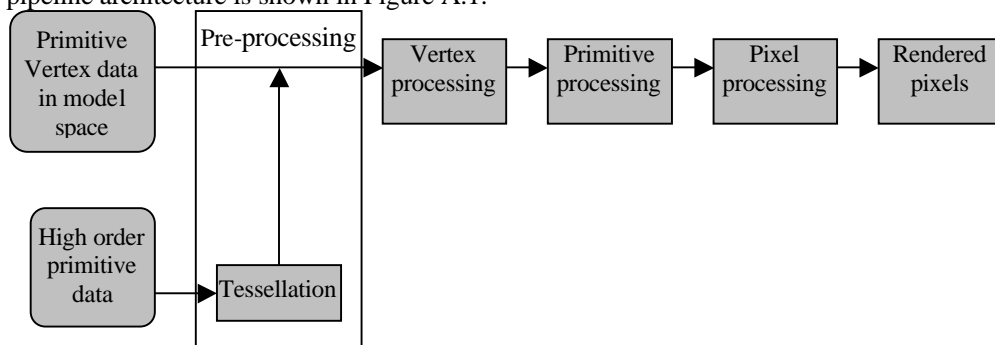 pipeline architecture is shown in Figure A.1.
Primitive
Vertex data
in model
space
Pre-processing
Vertex
processing
Primitive
processing
Pixel
processing
Rendered
pixels
High order
primitive
data
Tessellation